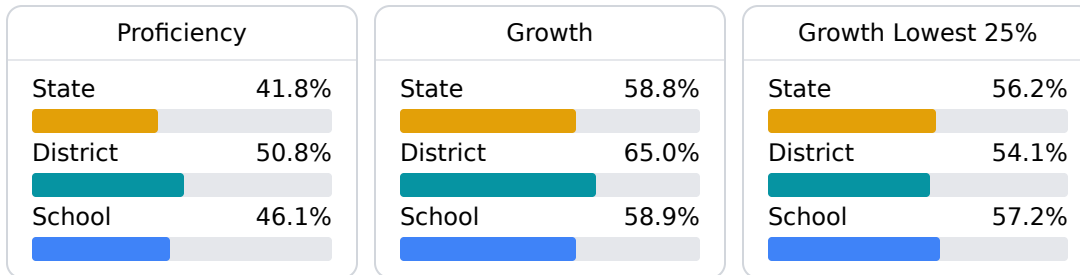 Proficiency
State 41.8%
District 50.8%
School 46.1%
Growth
State 58.8%
District 65.0%
School 58.9%
Growth Lowest 25%
State 56.2%
District 54.1%
School 57.2%